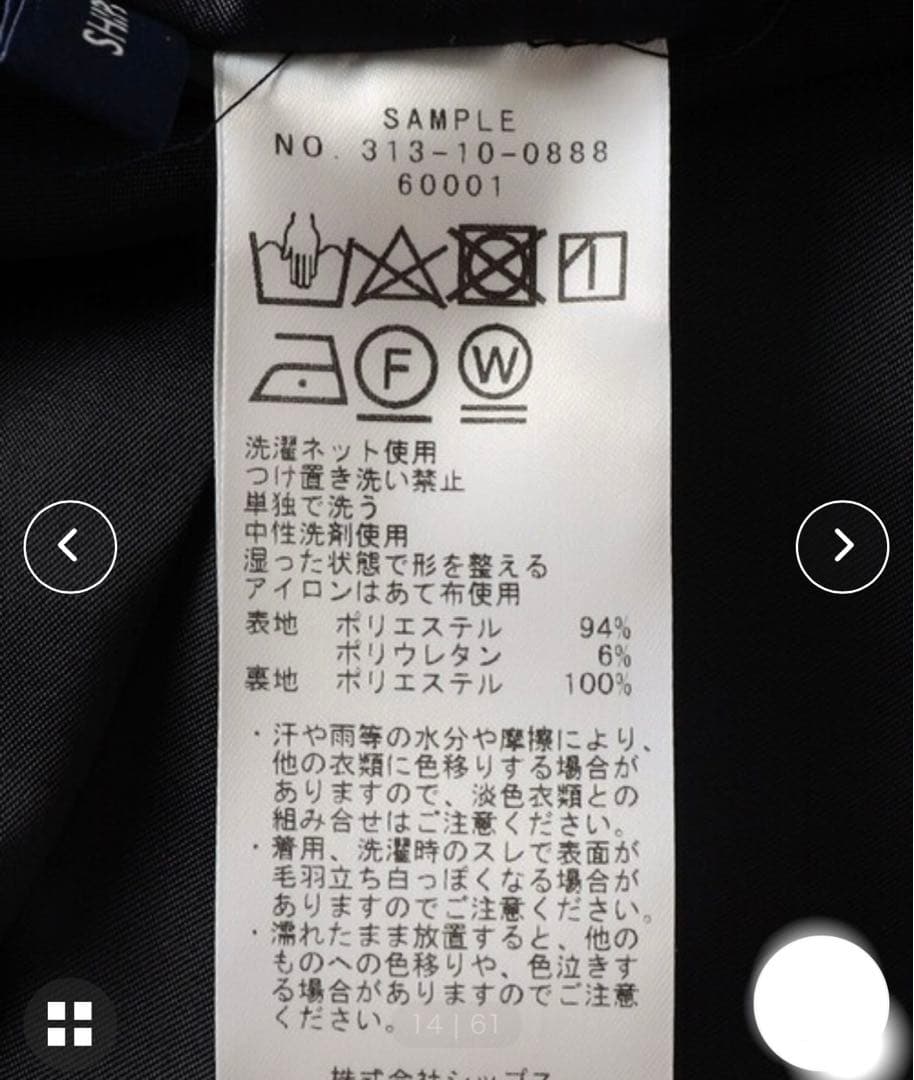 SHIP
SAMPLE
NO. 313-10-0888
60001
F
W
洗濯ネット使用
つけ置き洗い禁止
単独で洗う
中性洗剤使用
湿った状態で形を整える
アイロンはあて布使用
表地 ポリエステル 94%
ポリウレタン 6%
裏地 ポリエステル 100%
・汗や雨等の水分や摩擦により、
他の衣類に色移りする場合が
ありますので、淡色衣類との
組み合せはご注意ください。
・着用、洗濯時のスレで表面が
毛羽立ち白っぽくなる場合が
ありますのでご注意ください。
・濡れたまま放置すると、他の
ものへの色移りや、色泣きす
る場合がありますのでご注意
ください。
14 | 61
株式会社シップス